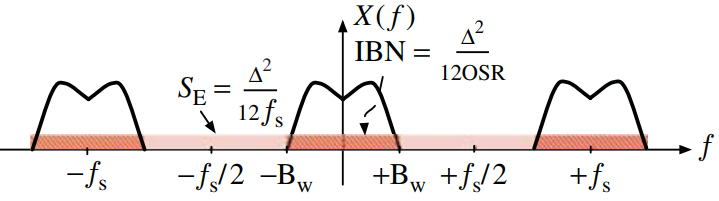 X(f)
IBN = Δ²/12OSR
S_E = Δ²/12f_s
f
−f_s −f_s/2 −B_w +B_w +f_s/2 +f_s